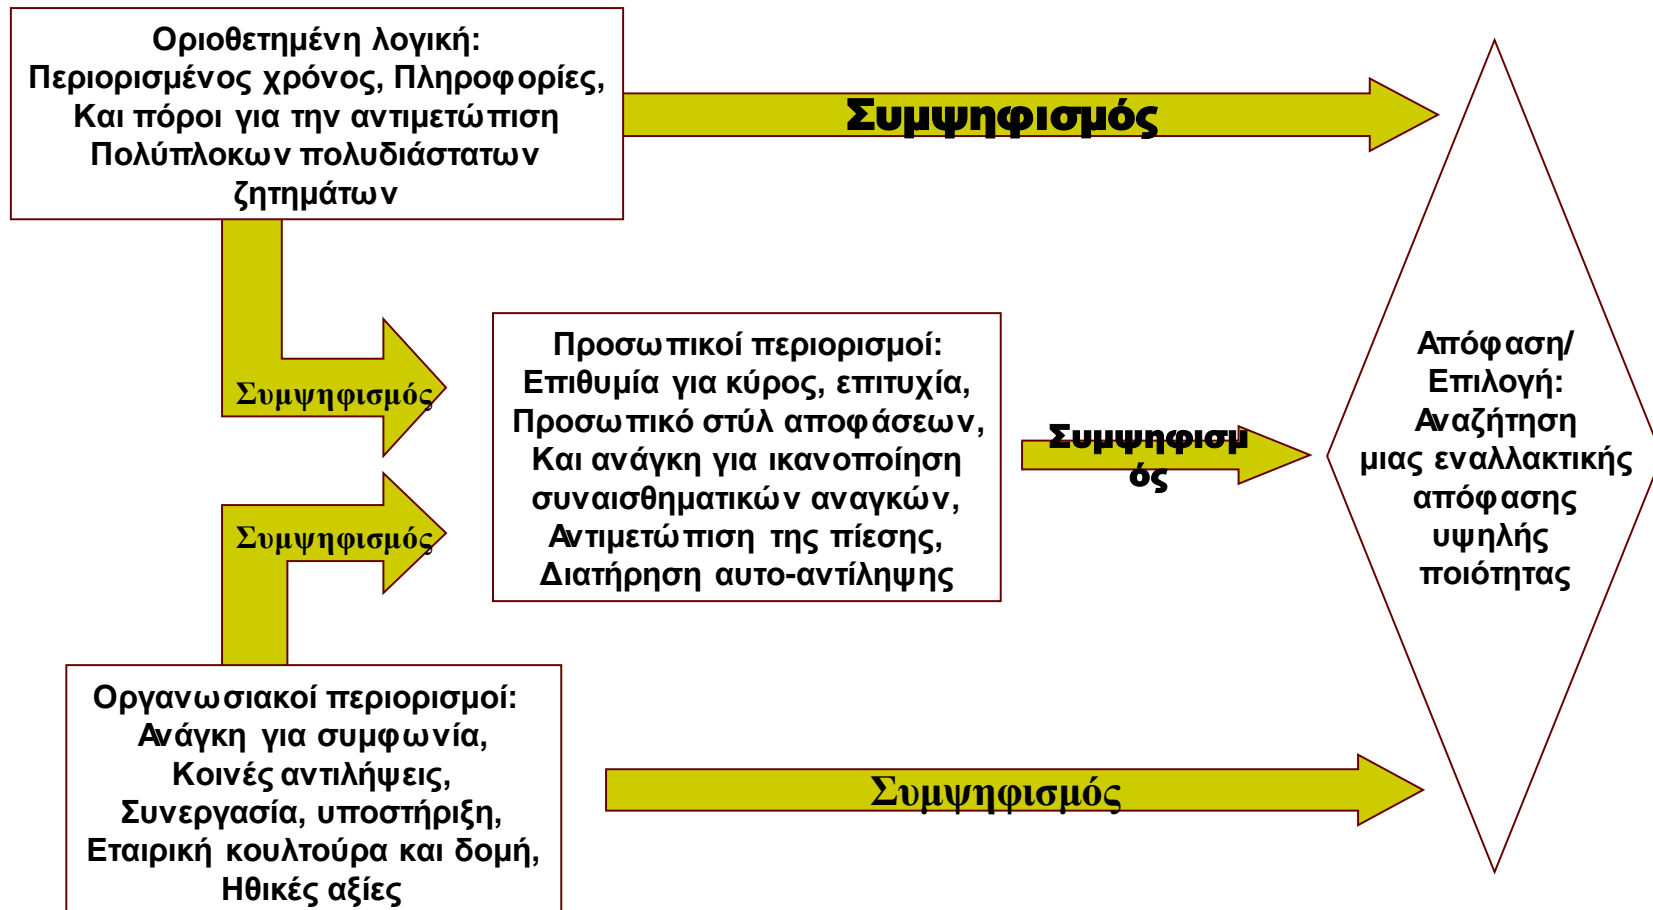 Οριοθετημένη λογική:
Περιορισμένος χρόνος, Πληροφορίες,
Και πόροι για την αντιμετώπιση
Πολύπλοκων πολυδιάστατων
ζητημάτων
Συμψηφισμός
Συμψηφισμός
Συμψηφισμός
Προσωπικοί περιορισμοί:
Επιθυμία για κύρος, επιτυχία,
Προσωπικό στύλ αποφάσεων,
Και ανάγκη για ικανοποίηση
συναισθηματικών αναγκών,
Αντιμετώπιση της πίεσης,
Διατήρηση αυτο-αντίληψης
Συμψηφισμ
ός
Απόφαση/
Επιλογή:
Αναζήτηση
μιας εναλλακτικής
απόφασης
υψηλής
ποιότητας
Οργανωσιακοί περιορισμοί:
Ανάγκη για συμφωνία,
Κοινές αντιλήψεις,
Συνεργασία, υποστήριξη,
Εταιρική κουλτούρα και δομή,
Ηθικές αξίες
Συμψηφισμός